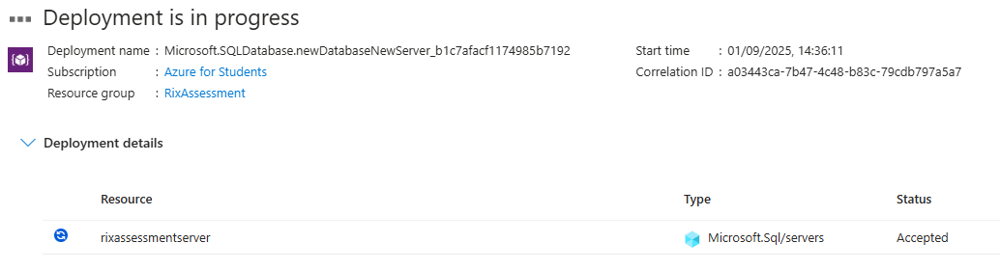 Deployment is in progress
Deployment name : Microsoft.SQLDatabase.newDatabaseNewServer_b1c7afacf1174985b7192
Start time : 01/09/2025, 14:36:11
Subscription : Azure for Students
Correlation ID : a03443ca-7b47-4c48-b83c-79cdb797a5a7
Resource group : RixAssessment
Deployment details
Resource Type Status
rixassessmentserver Microsoft.Sql/servers Accepted